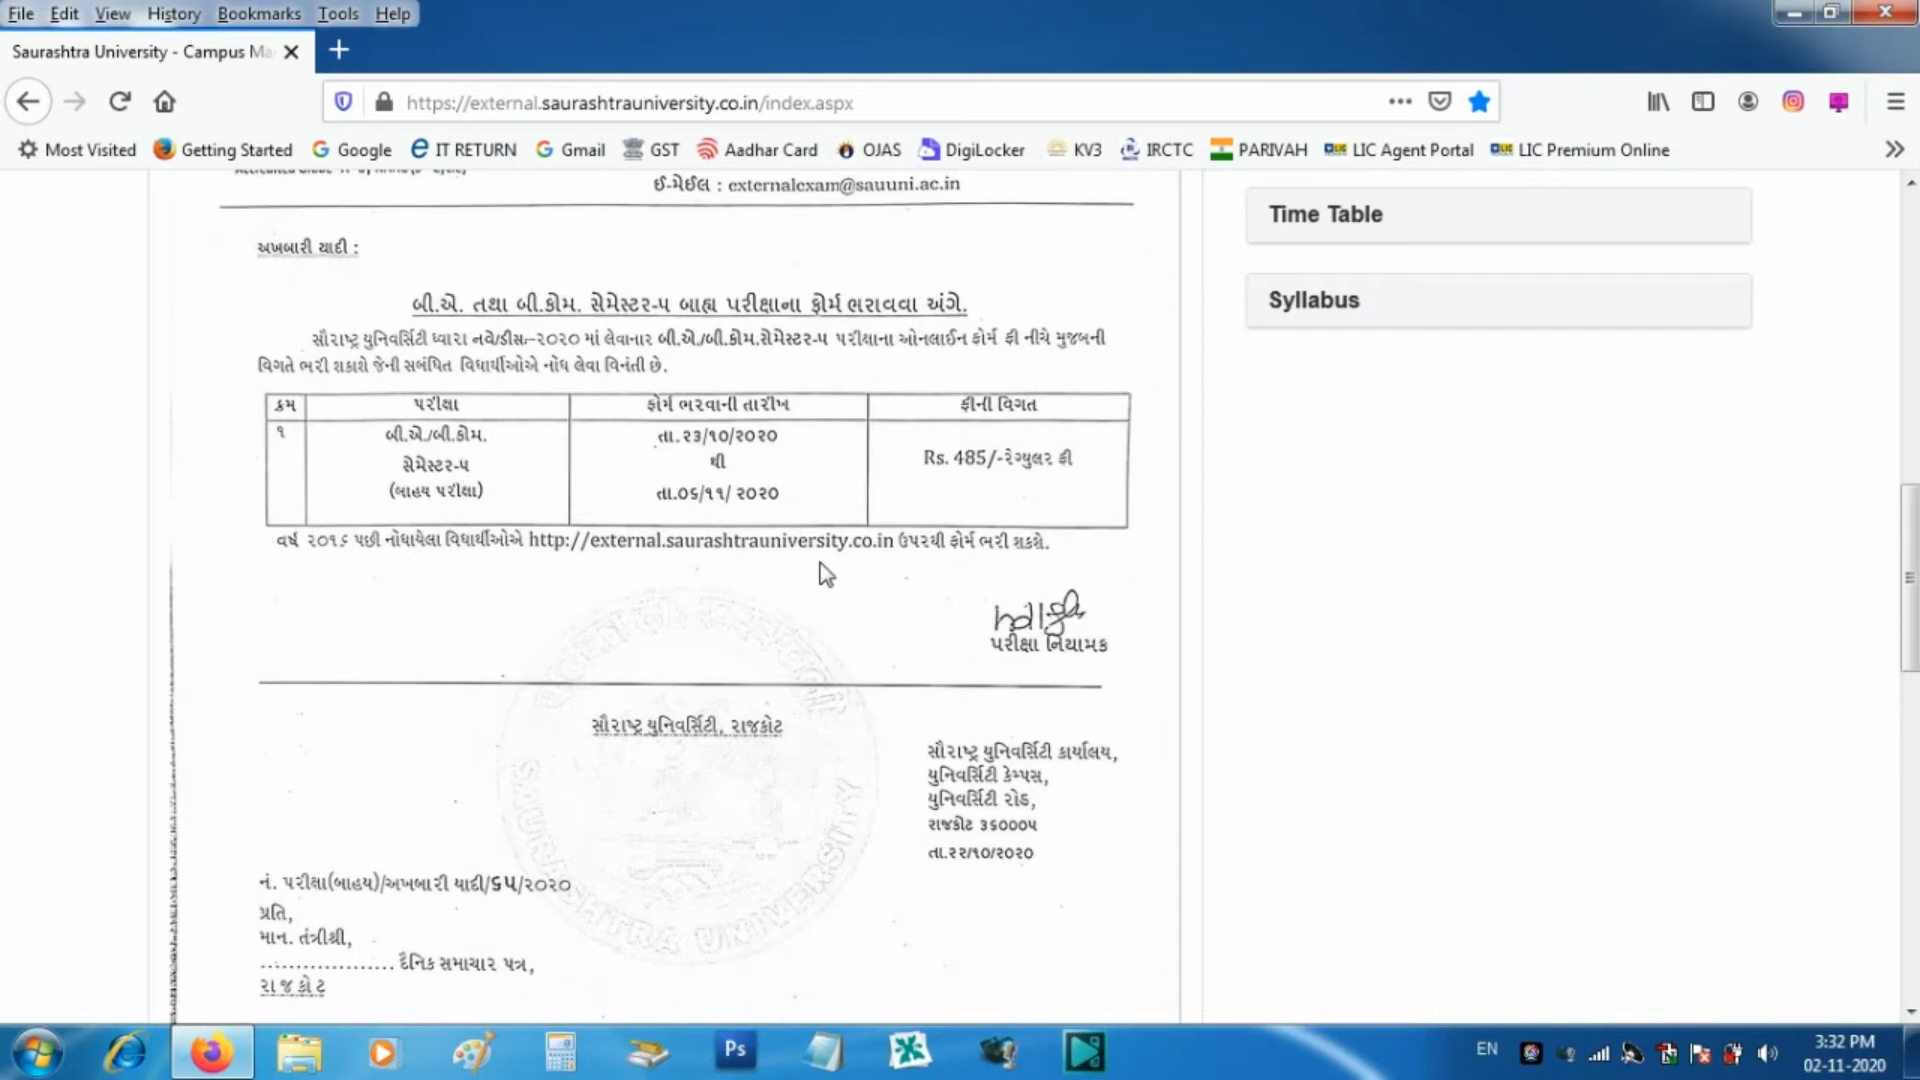 File Edit View History Bookmarks Tools Help
Saurashtra University - Campus Ma
https://external.saurashtrauniversity.co.in/index.aspx
Most Visited Getting Started Google IT RETURN Gmail GST Aadhar Card OJAS DigiLocker KV3 IRCTC PARIVAH LIC Agent Portal LIC Premium Online
ઈ-મેઈલ : externalexam@sauuni.ac.in
Time Table
Syllabus
અખબારી યાદી :
બી.એ. તથા બી.કોમ. સેમેસ્ટર-૫ બાહ્ય પરીક્ષાના ફોર્મ ભરાવવા અંગે.
સૌરાષ્ટ્ર યુનિવર્સિટી ધ્વારા નવે/ડીસ-૨૦૨૦ માં લેવાનાર બી.એ./બી.કોમ.સેમેસ્ટર-૫ પરીક્ષાના ઓનલાઈન ફોર્મ ફી નીચે મુજબની
વિગતે ભરી શકાશે જેની સબંધિત વિધાર્થીઓએ નોંધ લેવા વિનંતી છે.
ક્રમ પરીક્ષા ફોર્મ ભરવાની તારીખ ફીની વિગત
૧ બી.એ./બી.કોમ. તા.૨૩/૧૦/૨૦૨૦
સેમેસ્ટર-૫ થી Rs. 485/-રેગ્યુલર ફી
(બાહય પરીક્ષા) તા.૦૬/૧૧/ ૨૦૨૦
વર્ષ ૨૦૧૬ પછી નોંધાયેલા વિધાર્થીઓએ http://external.saurashtrauniversity.co.in ઉપરથી ફોર્મ ભરી શકશે.
પરીક્ષા નિયામક
સૌરાષ્ટ્ર યુનિવર્સિટી, રાજકોટ
સૌરાષ્ટ્ર યુનિવર્સિટી કાર્યાલય,
યુનિવર્સિટી કેમ્પસ,
યુનિવર્સિટી રોડ,
રાજકોટ ૩૬૦૦૦૫
તા.૨૨/૧૦/૨૦૨૦
SAURASHTRA UNIVERSITY
નં. પરીક્ષા(બાહય)/અખબારી યાદી/૬૫/૨૦૨૦
પ્રતિ,
માન. તંત્રીશ્રી,
................... દૈનિક સમાચાર પત્ર,
રાજકોટ
Ps
EN
3:32 PM
02-11-2020